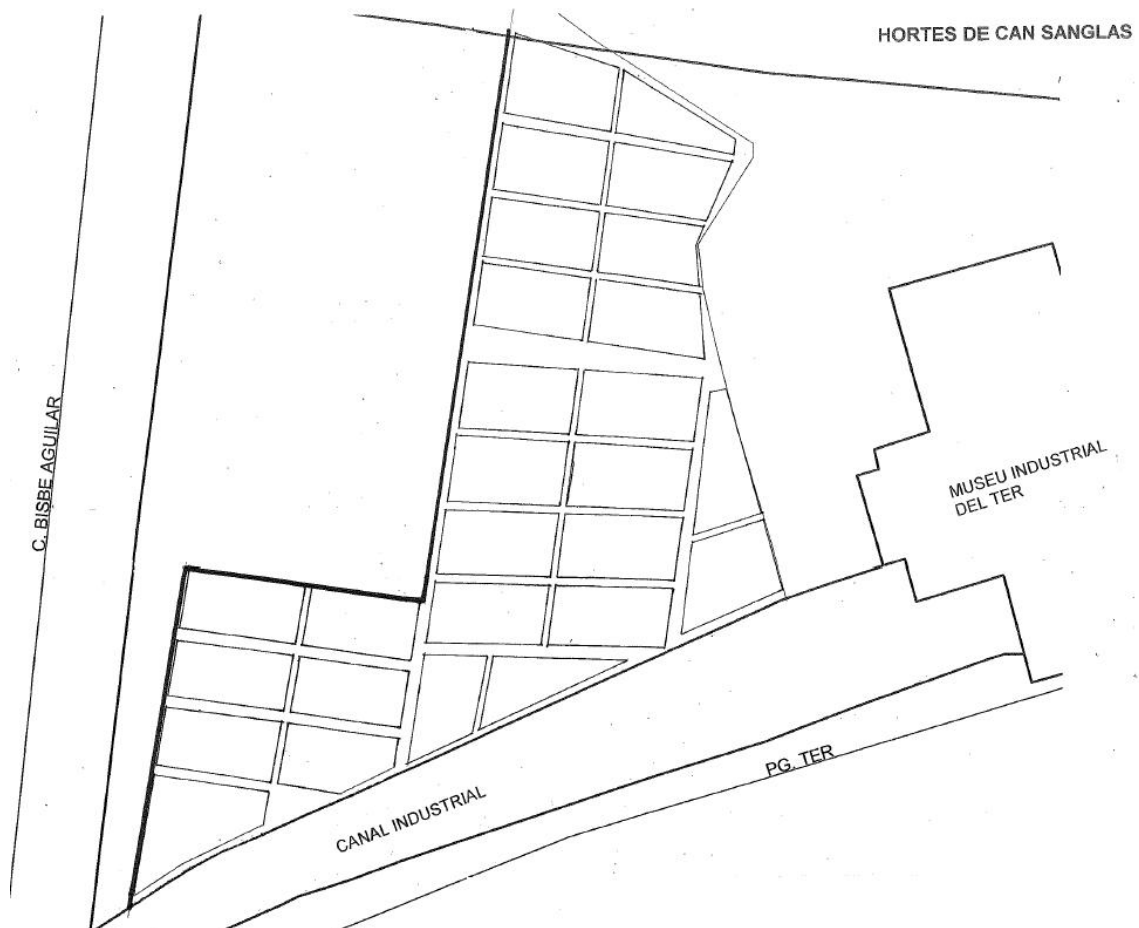 HORTES DE CAN SANGLAS
C. BISBE AGUILAR
MUSEU INDUSTRIAL
DEL TER
PG. TER
CANAL INDUSTRIAL